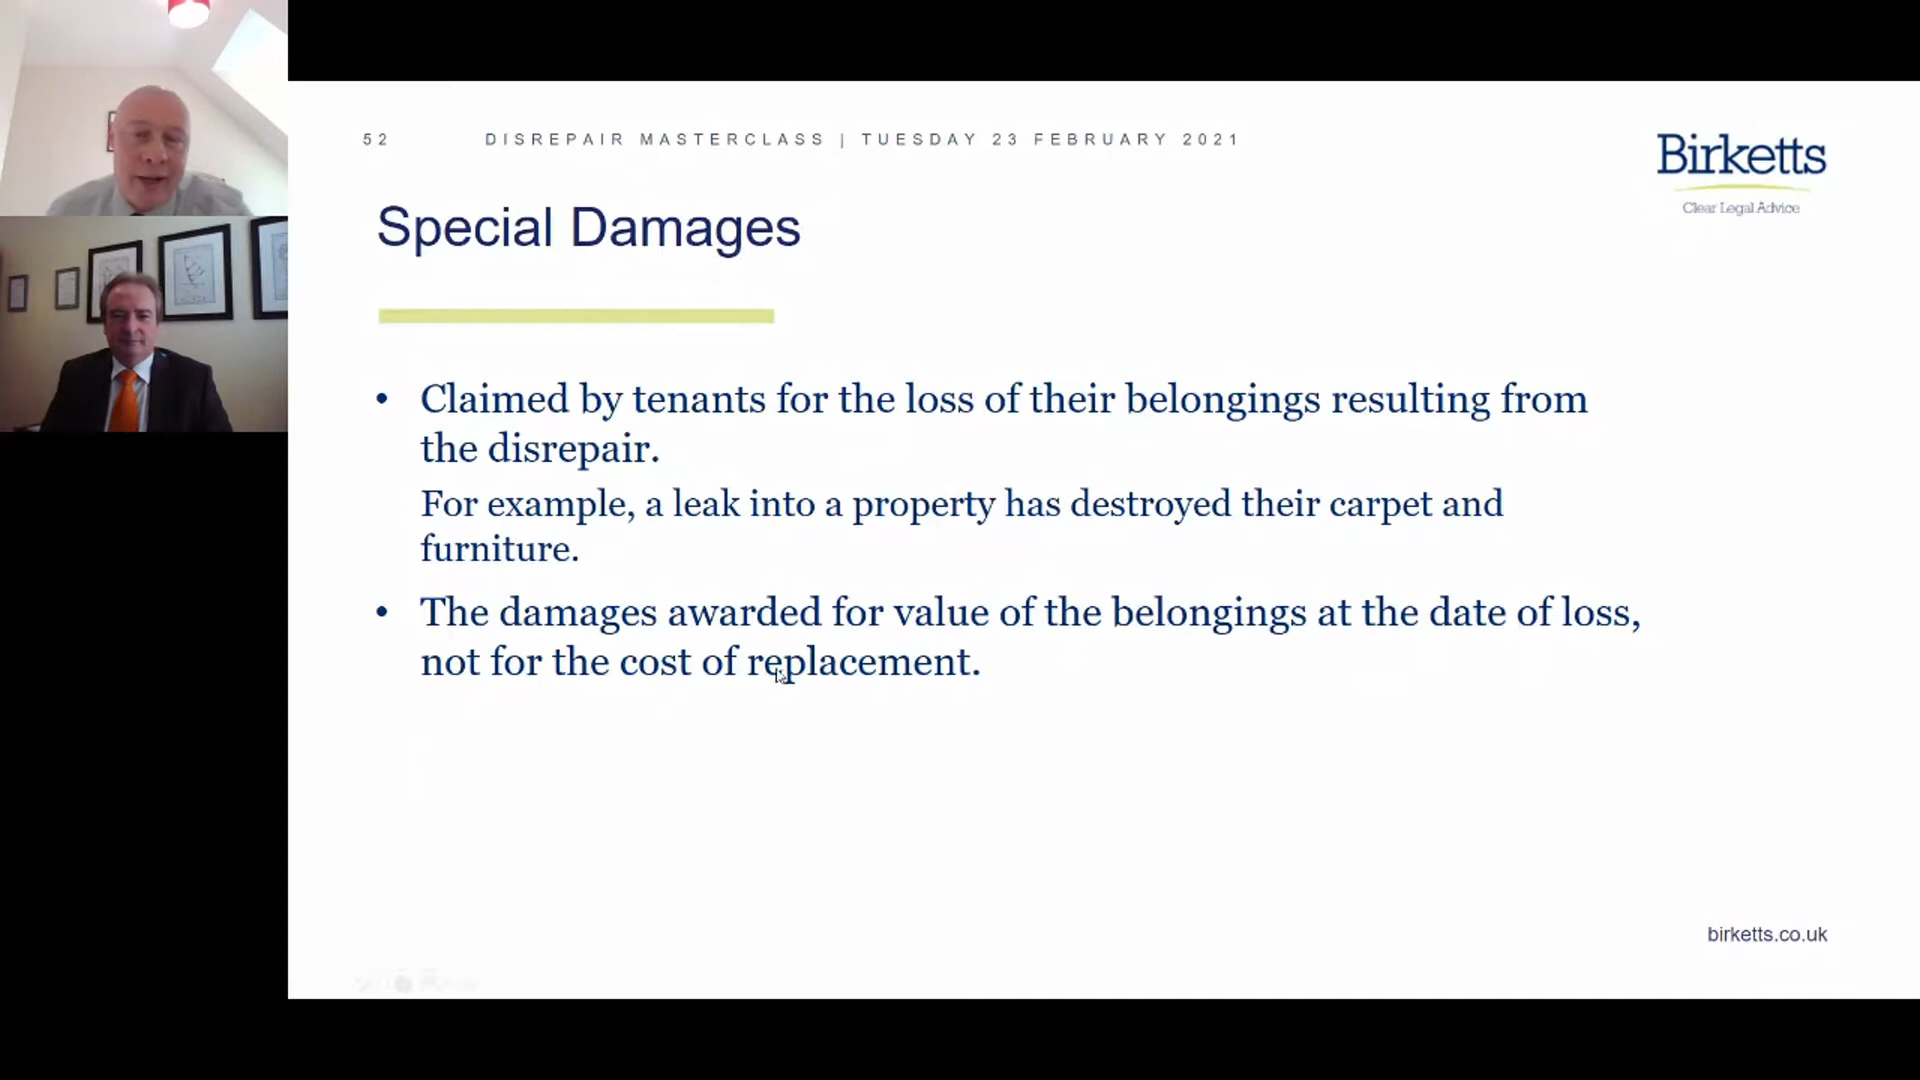 52 DISREPAIR MASTERCLASS | TUESDAY 23 FEBRUARY 2021
Birketts
Clear Legal Advice
Special Damages
• Claimed by tenants for the loss of their belongings resulting from
the disrepair.
For example, a leak into a property has destroyed their carpet and
furniture.
• The damages awarded for value of the belongings at the date of loss,
not for the cost of replacement.
birketts.co.uk